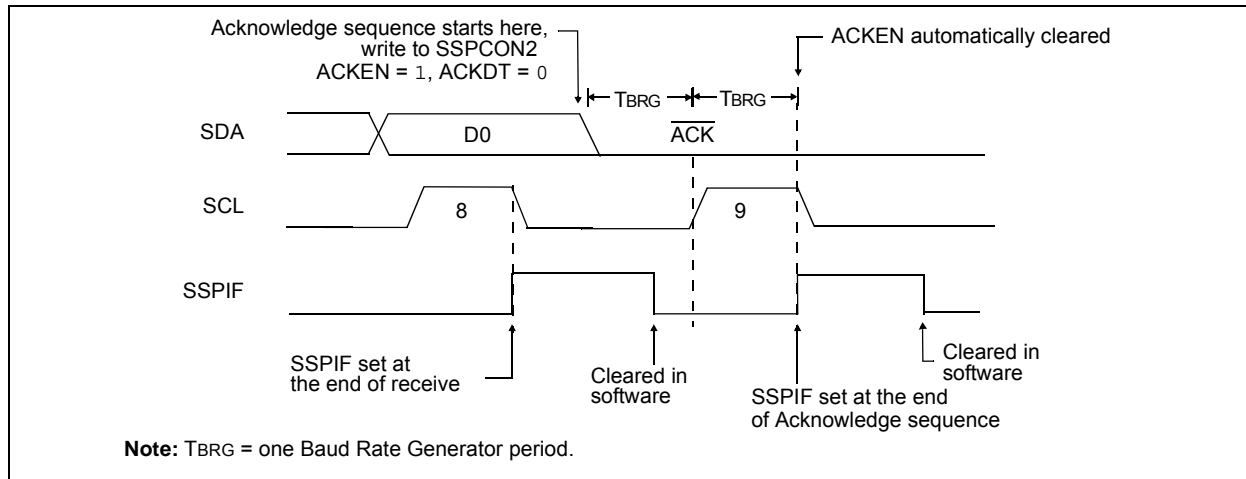 Acknowledge sequence starts here,
write to SSPCON2
ACKEN = 1, ACKDT = 0
ACKEN automatically cleared
TBRG
TBRG
SDA
D0
ACK
SCL
8
9
SSPIF
SSPIF set at
the end of receive
Cleared in
software
SSPIF set at the end
of Acknowledge sequence
Cleared in
software
Note: TBRG = one Baud Rate Generator period.